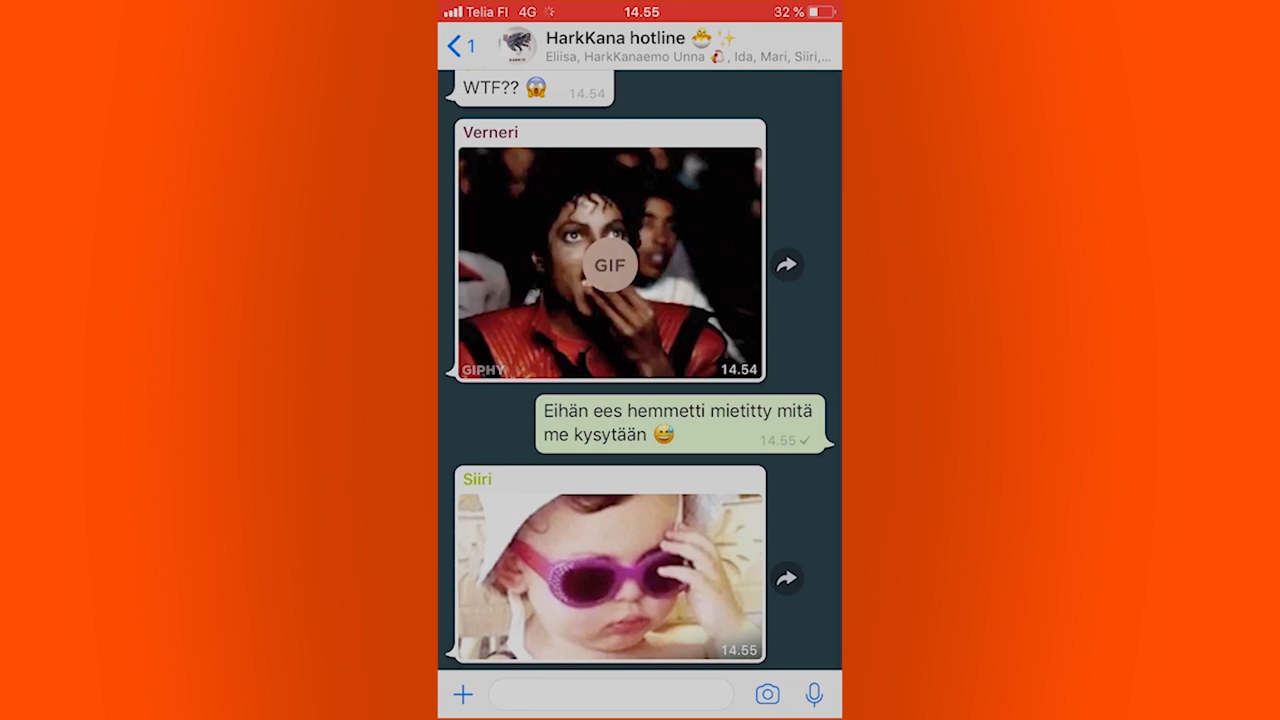 Telia FI 4G 14.55 32 %
1 HarkKana hotline 🐣✨
Eliisa, HarkKanaemo Unna 🐔, Ida, Mari, Siiri,...
WTF?? 😱 14.54
Verneri
GIF
GIPHY 14.54
Eihän ees hemmetti mietitty mitä
me kysytään 😅 14.55
Siiri
14.55